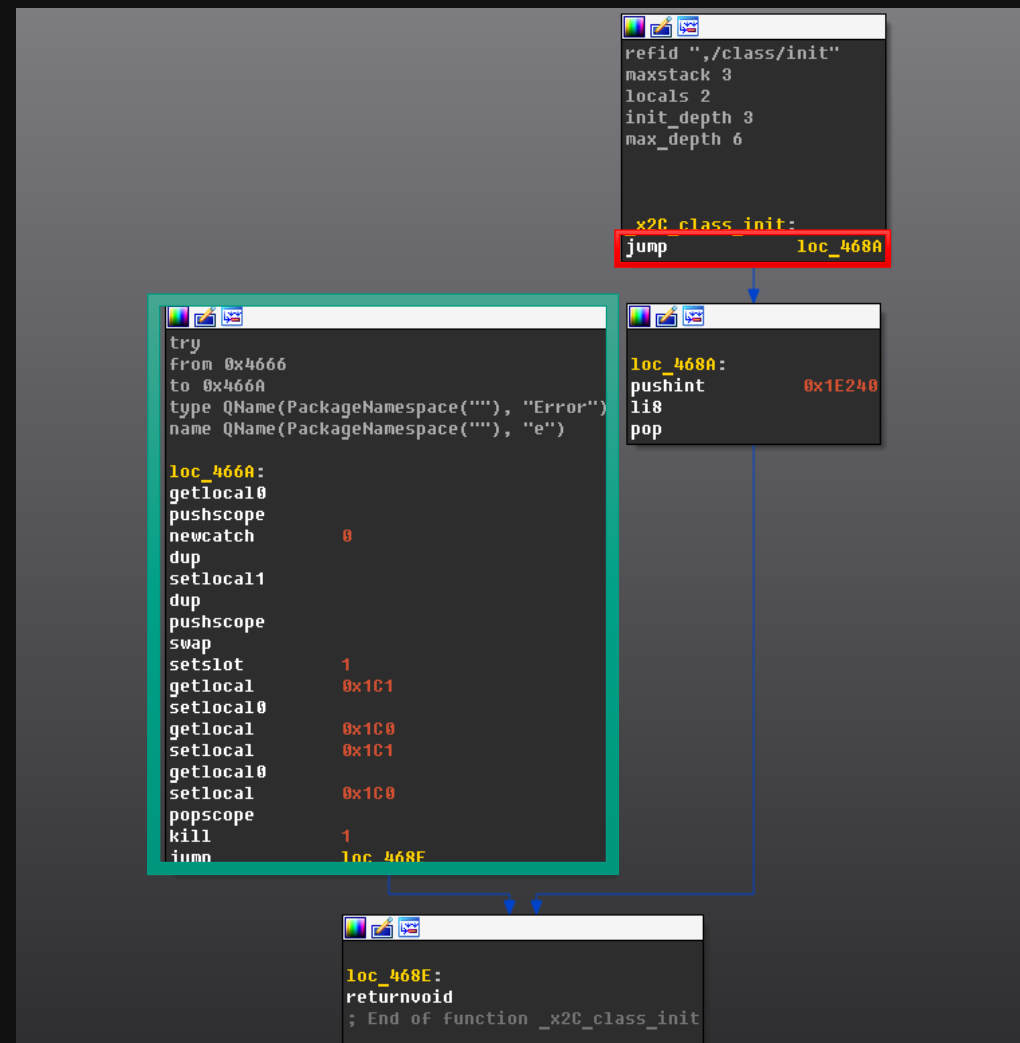 refid ",/class/init"
maxstack 3
locals 2
init_depth 3
max_depth 6
_x2C_class_init:
jump loc_468A
try
from 0x4666
to 0x466A
type QName(PackageNamespace(""), "Error")
name QName(PackageNamespace(""), "e")
loc_466A:
getlocal0
pushscope
newcatch 0
dup
setlocal1
dup
pushscope
swap
setslot 1
getlocal 0x1C1
setlocal0
getlocal 0x1C0
setlocal 0x1C1
getlocal0
setlocal 0x1C0
popscope
kill 1
jump loc_468E
loc_468A:
pushint 0x1E240
li8
pop
loc_468E:
returnvoid
; End of function _x2C_class_init